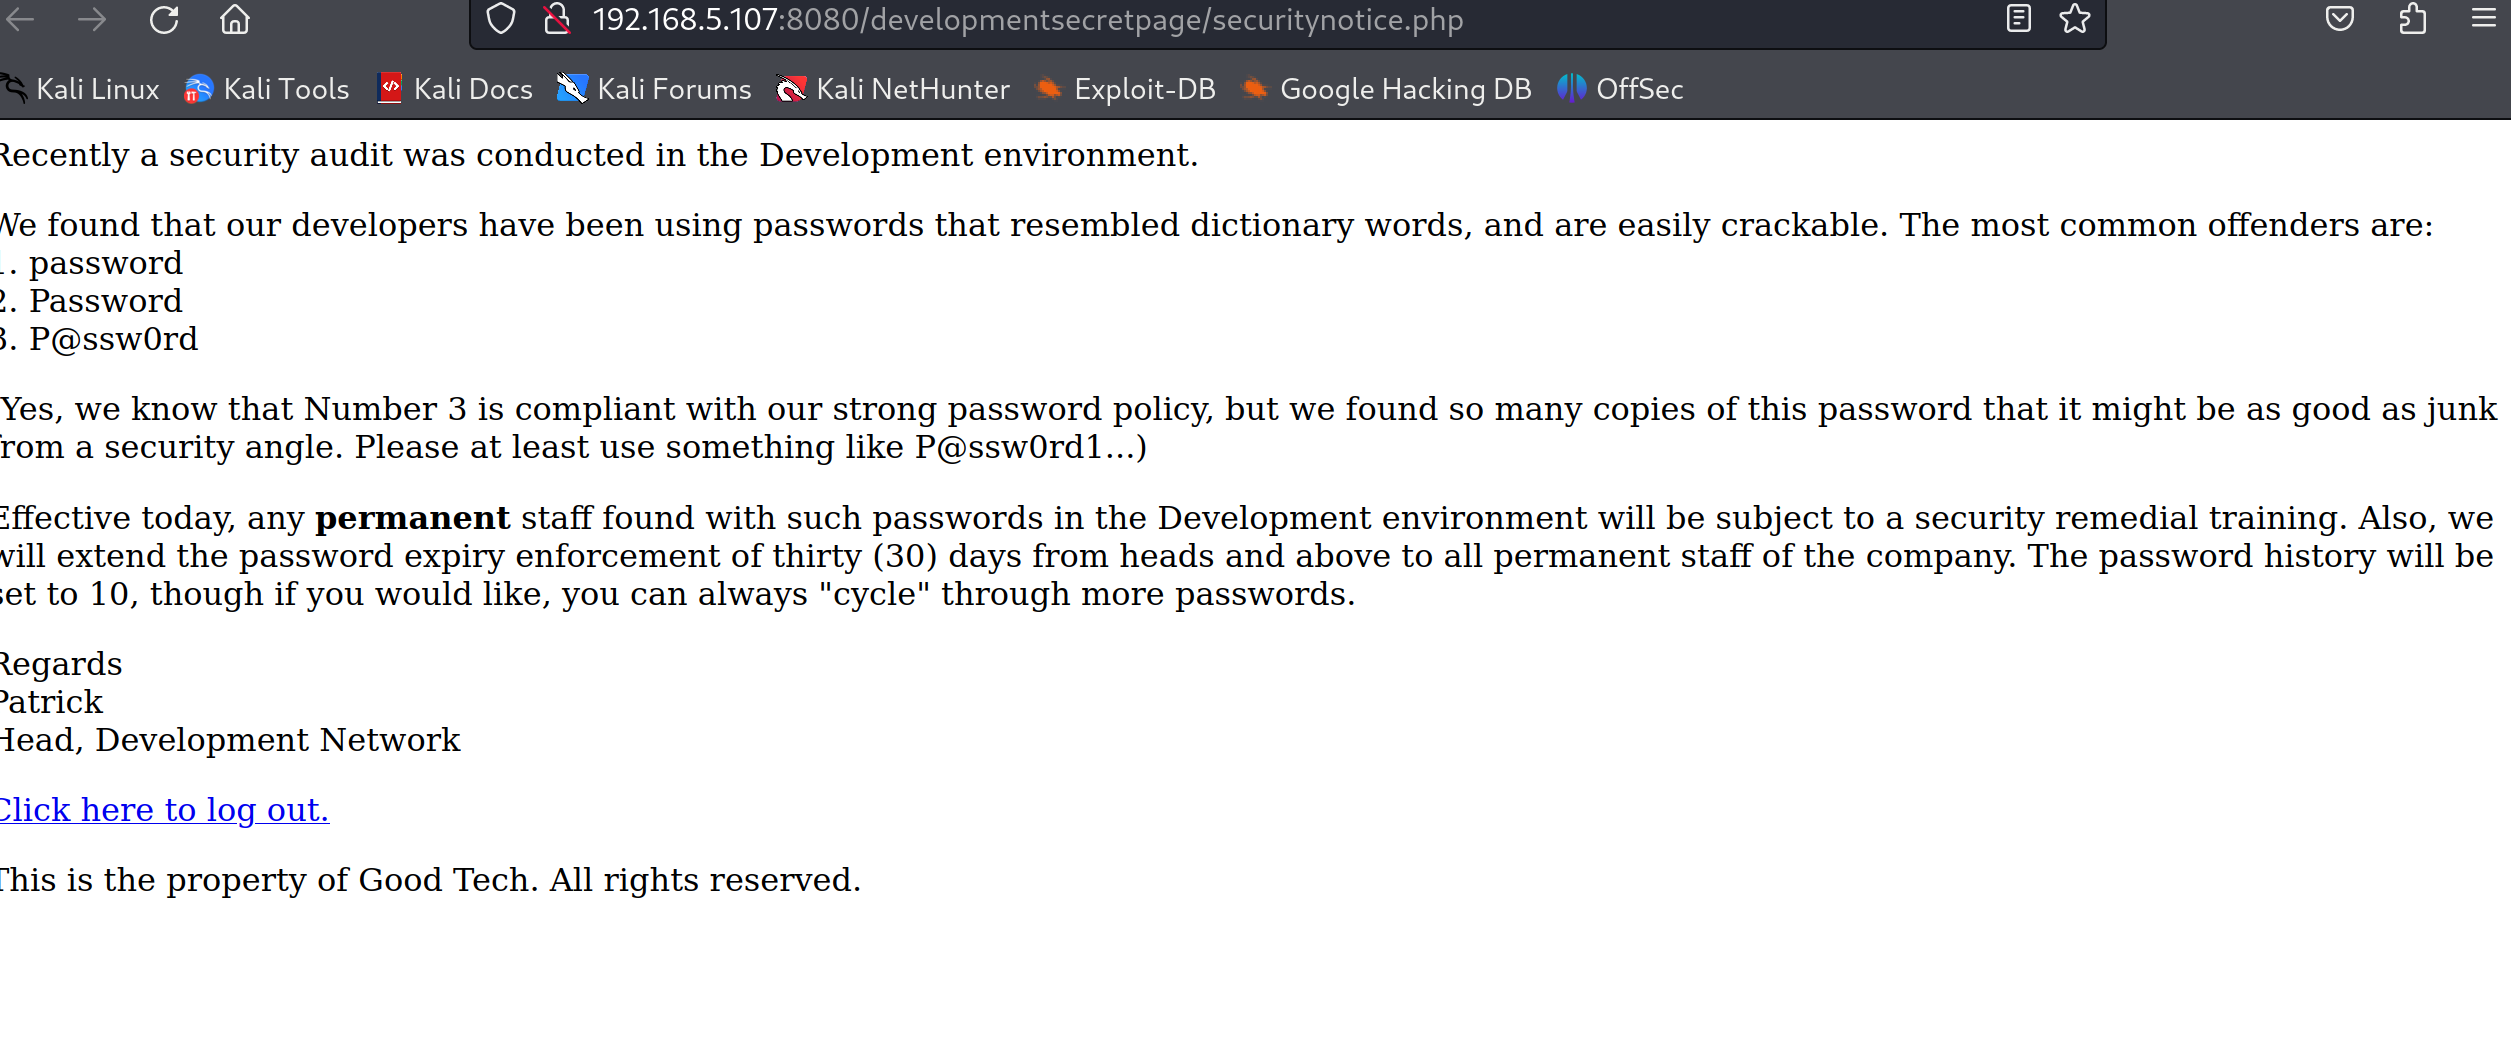 192.168.5.107:8080/developmentsecretpage/securitynotice.php
Kali Linux Kali Tools Kali Docs Kali Forums Kali NetHunter Exploit-DB Google Hacking DB OffSec
Recently a security audit was conducted in the Development environment.
We found that our developers have been using passwords that resembled dictionary words, and are easily crackable. The most common offenders are:
1. password
2. Password
3. P@ssw0rd
Yes, we know that Number 3 is compliant with our strong password policy, but we found so many copies of this password that it might be as good as junk
from a security angle. Please at least use something like P@ssw0rd1...)
Effective today, any permanent staff found with such passwords in the Development environment will be subject to a security remedial training. Also, we
will extend the password expiry enforcement of thirty (30) days from heads and above to all permanent staff of the company. The password history will be
set to 10, though if you would like, you can always "cycle" through more passwords.
Regards
Patrick
Head, Development Network
Click here to log out.
This is the property of Good Tech. All rights reserved.